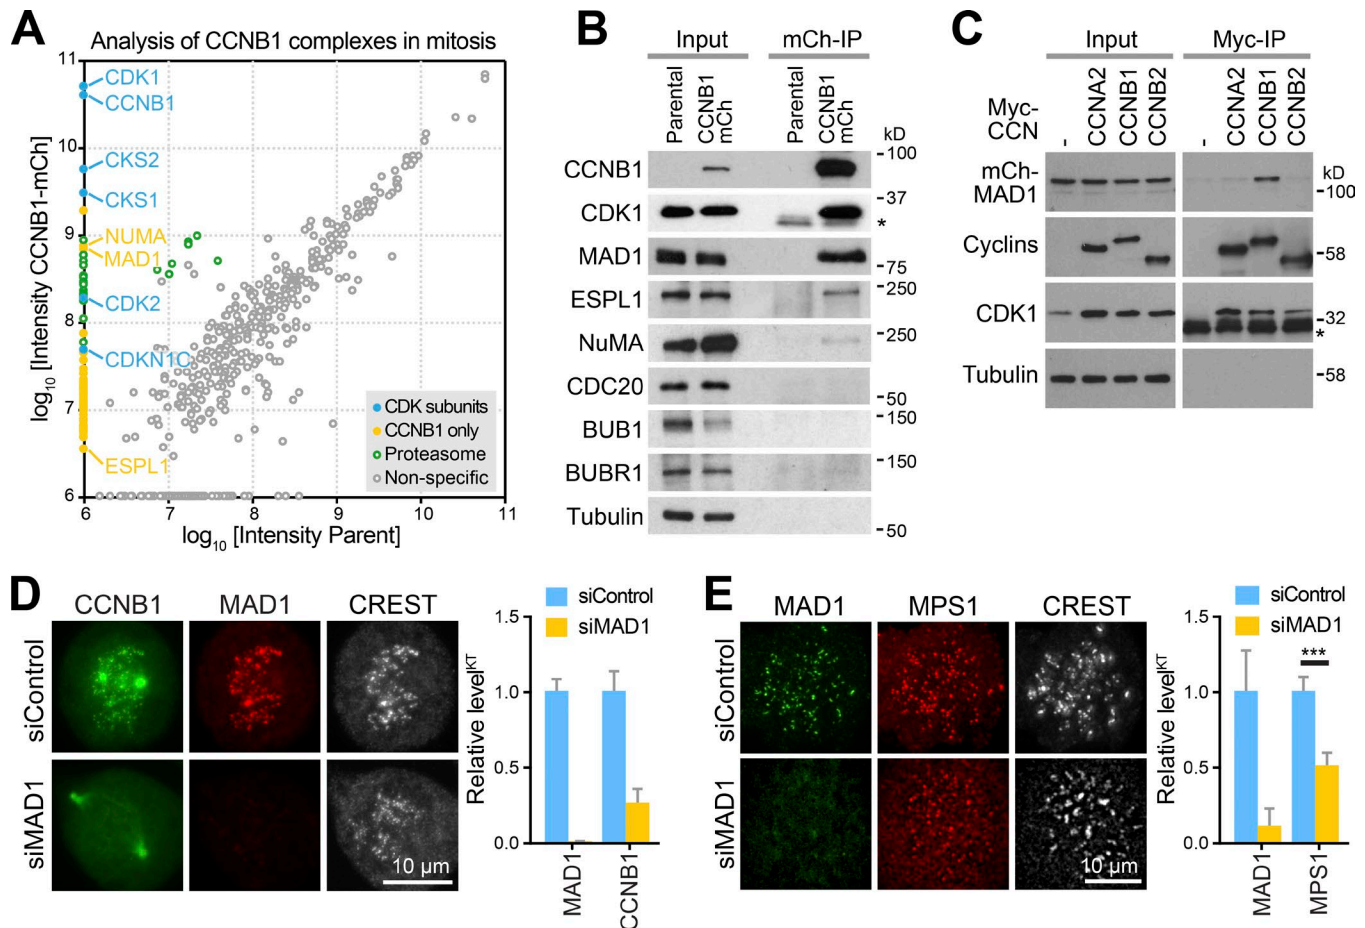 A
Analysis of CCNB1 complexes in mitosis
log10 [Intensity CCNB1-mCh]
11
10
9
8
7
6
CDK1
CCNB1
CKS2
CKS1
NUMA
MAD1
CDK2
CDKN1C
ESPL1
CDK subunits
CCNB1 only
Proteasome
Non-specific
6 7 8 9 10 11
log10 [Intensity Parent]
B
Input mCh-IP
Parental
CCNB1
mCh
Parental
CCNB1
mCh
kD
CCNB1 -100
CDK1 -37
*
MAD1 -75
ESPL1 -250
NuMA -250
CDC20 -50
BUB1 -150
BUBR1 -150
Tubulin -50
C
Input Myc-IP
Myc-
CCN
- CCNA2 CCNB1 CCNB2 - CCNA2 CCNB1 CCNB2
mCh-
MAD1
kD
-100
Cyclins -58
CDK1 -32
*
Tubulin -58
D
CCNB1 MAD1 CREST
siControl
siMAD1
10 µm
siControl
siMAD1
Relative levelKT
1.5
1.0
0.5
0.0
MAD1
CCNB1
E
MAD1 MPS1 CREST
siControl
siMAD1
10 µm
siControl
siMAD1
***
Relative levelKT
1.5
1.0
0.5
0.0
MAD1
MPS1